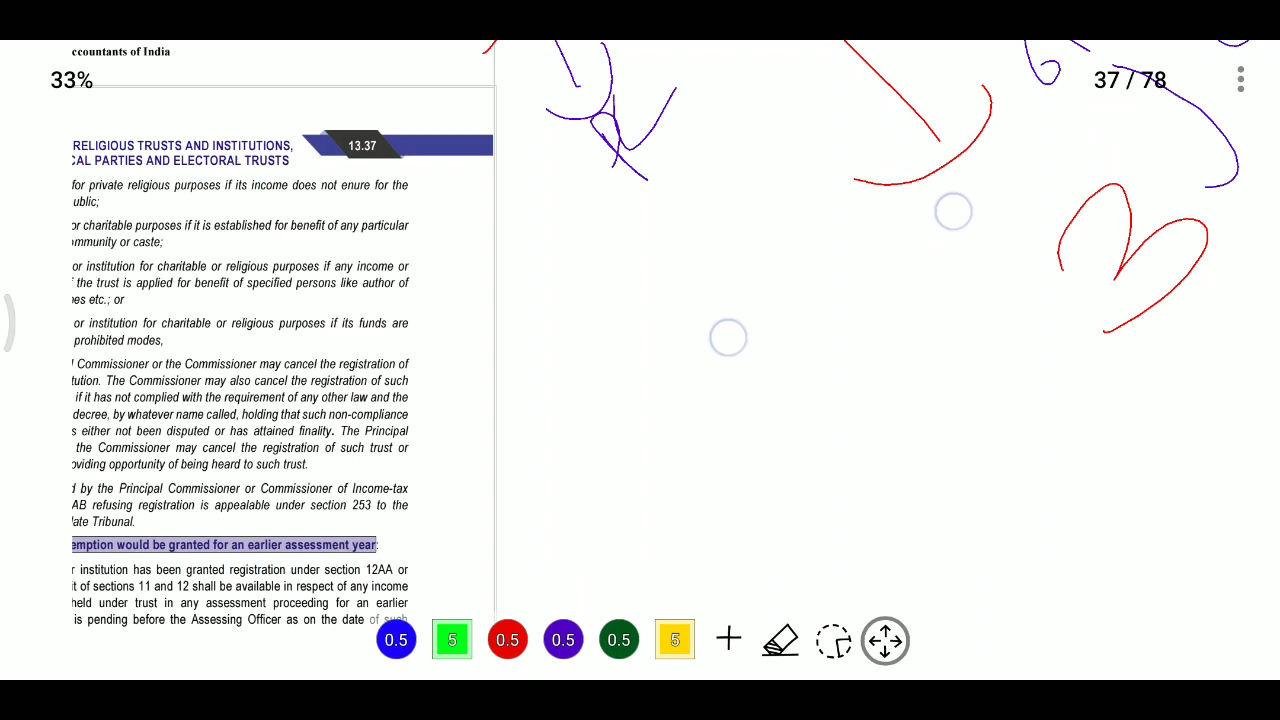 ccountants of India
33%
37 / 78
RELIGIOUS TRUSTS AND INSTITUTIONS,
CAL PARTIES AND ELECTORAL TRUSTS
13.37
for private religious purposes if its income does not enure for the
ublic;
or charitable purposes if it is established for benefit of any particular
mmunity or caste;
or institution for charitable or religious purposes if any income or
the trust is applied for benefit of specified persons like author of
es etc.; or
or institution for charitable or religious purposes if its funds are
prohibited modes,
l Commissioner or the Commissioner may cancel the registration of
tution. The Commissioner may also cancel the registration of such
if it has not complied with the requirement of any other law and the
decree, by whatever name called, holding that such non-compliance
s either not been disputed or has attained finality. The Principal
the Commissioner may cancel the registration of such trust or
oviding opportunity of being heard to such trust.
d by the Principal Commissioner or Commissioner of Income-tax
AB refusing registration is appealable under section 253 to the
late Tribunal.
emption would be granted for an earlier assessment year:
r institution has been granted registration under section 12AA or
it of sections 11 and 12 shall be available in respect of any income
held under trust in any assessment proceeding for an earlier
is pending before the Assessing Officer as on the date of such
0.5 5 0.5 0.5 0.5 5